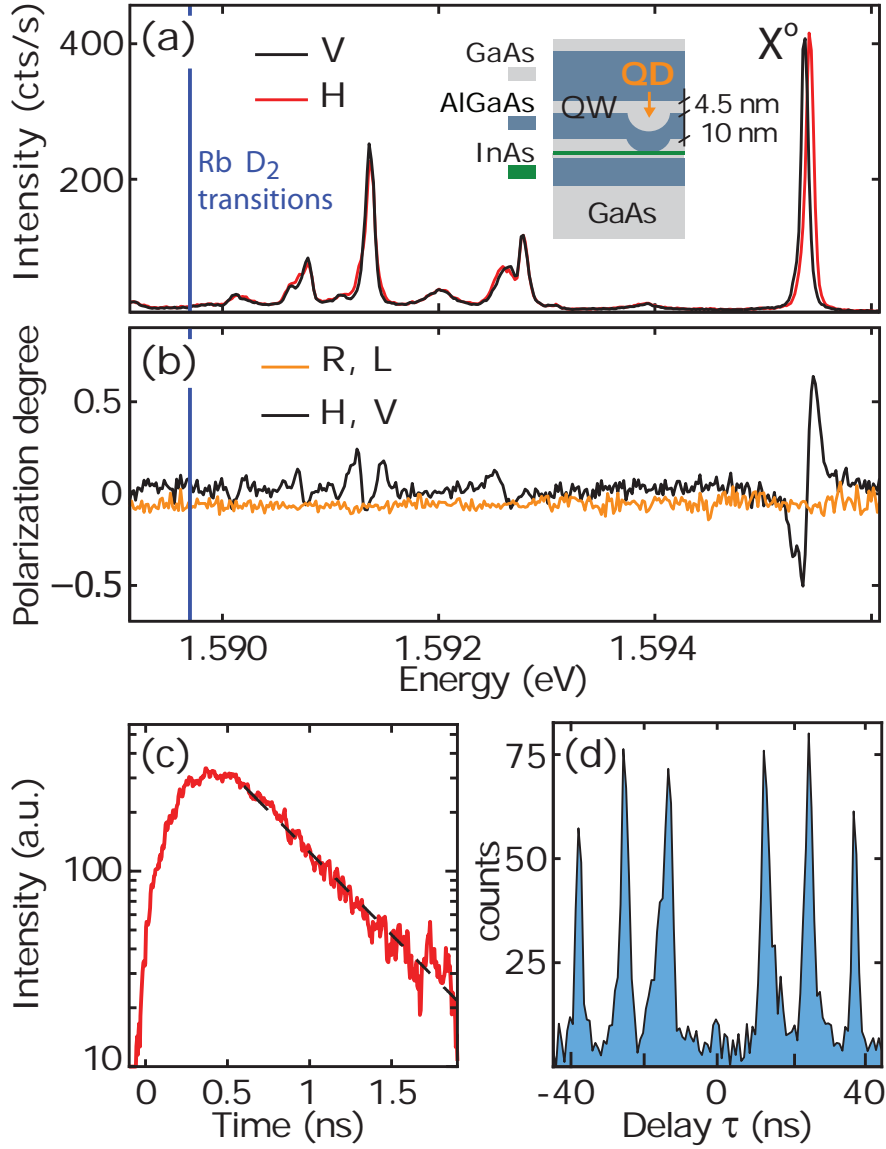 (a)
V
H
Rb D2
transitions
GaAs
AlGaAs
InAs
QD
QW
4.5 nm
10 nm
GaAs
X⁰
Intensity (cts/s)
400
200
(b)
R, L
H, V
Polarization degree
0.5
0
−0.5
1.590
1.592
1.594
Energy (eV)
(c)
Intensity (a.u.)
100
10
0
0.5
1
1.5
Time (ns)
(d)
counts
75
50
25
-40
0
40
Delay τ (ns)